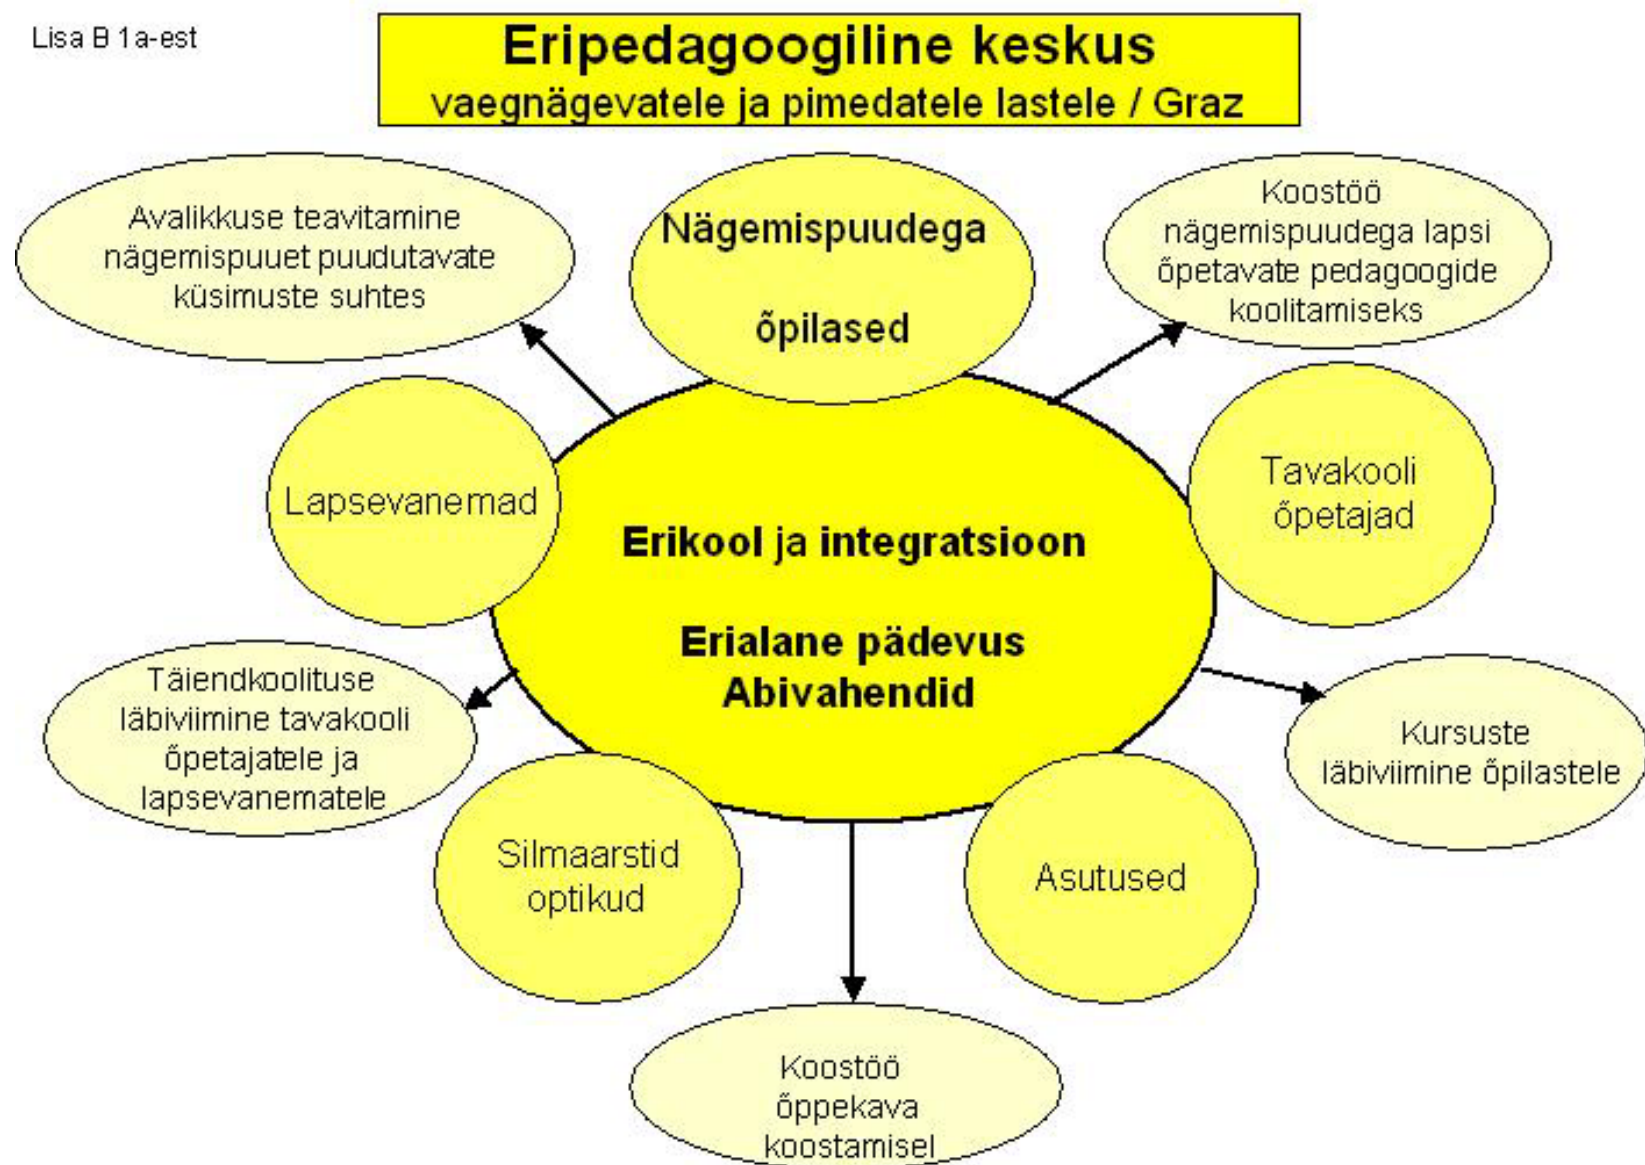 Lisa B 1a-est
Eripedagoogiline keskus
vaegnägevatele ja pimedatele lastele / Graz
Avalikkuse teavitamine
nägemispuuet puudutavate
küsimuste suhtes
Nägemispuudega
õpilased
Koostöö
nägemispuudega lapsi
õpetavate pedagoogide
koolitamiseks
Lapsevanemad
Tavakooli
õpetajad
Erikool ja integratsioon
Erialane pädevus
Abivahendid
Täiendkoolituse
läbiviimine tavakooli
õpetajatele ja
lapsevanematele
Kursuste
läbiviimine õpilastele
Silmaarstid
optikud
Asutused
Koostöö
õppekava
koostamisel